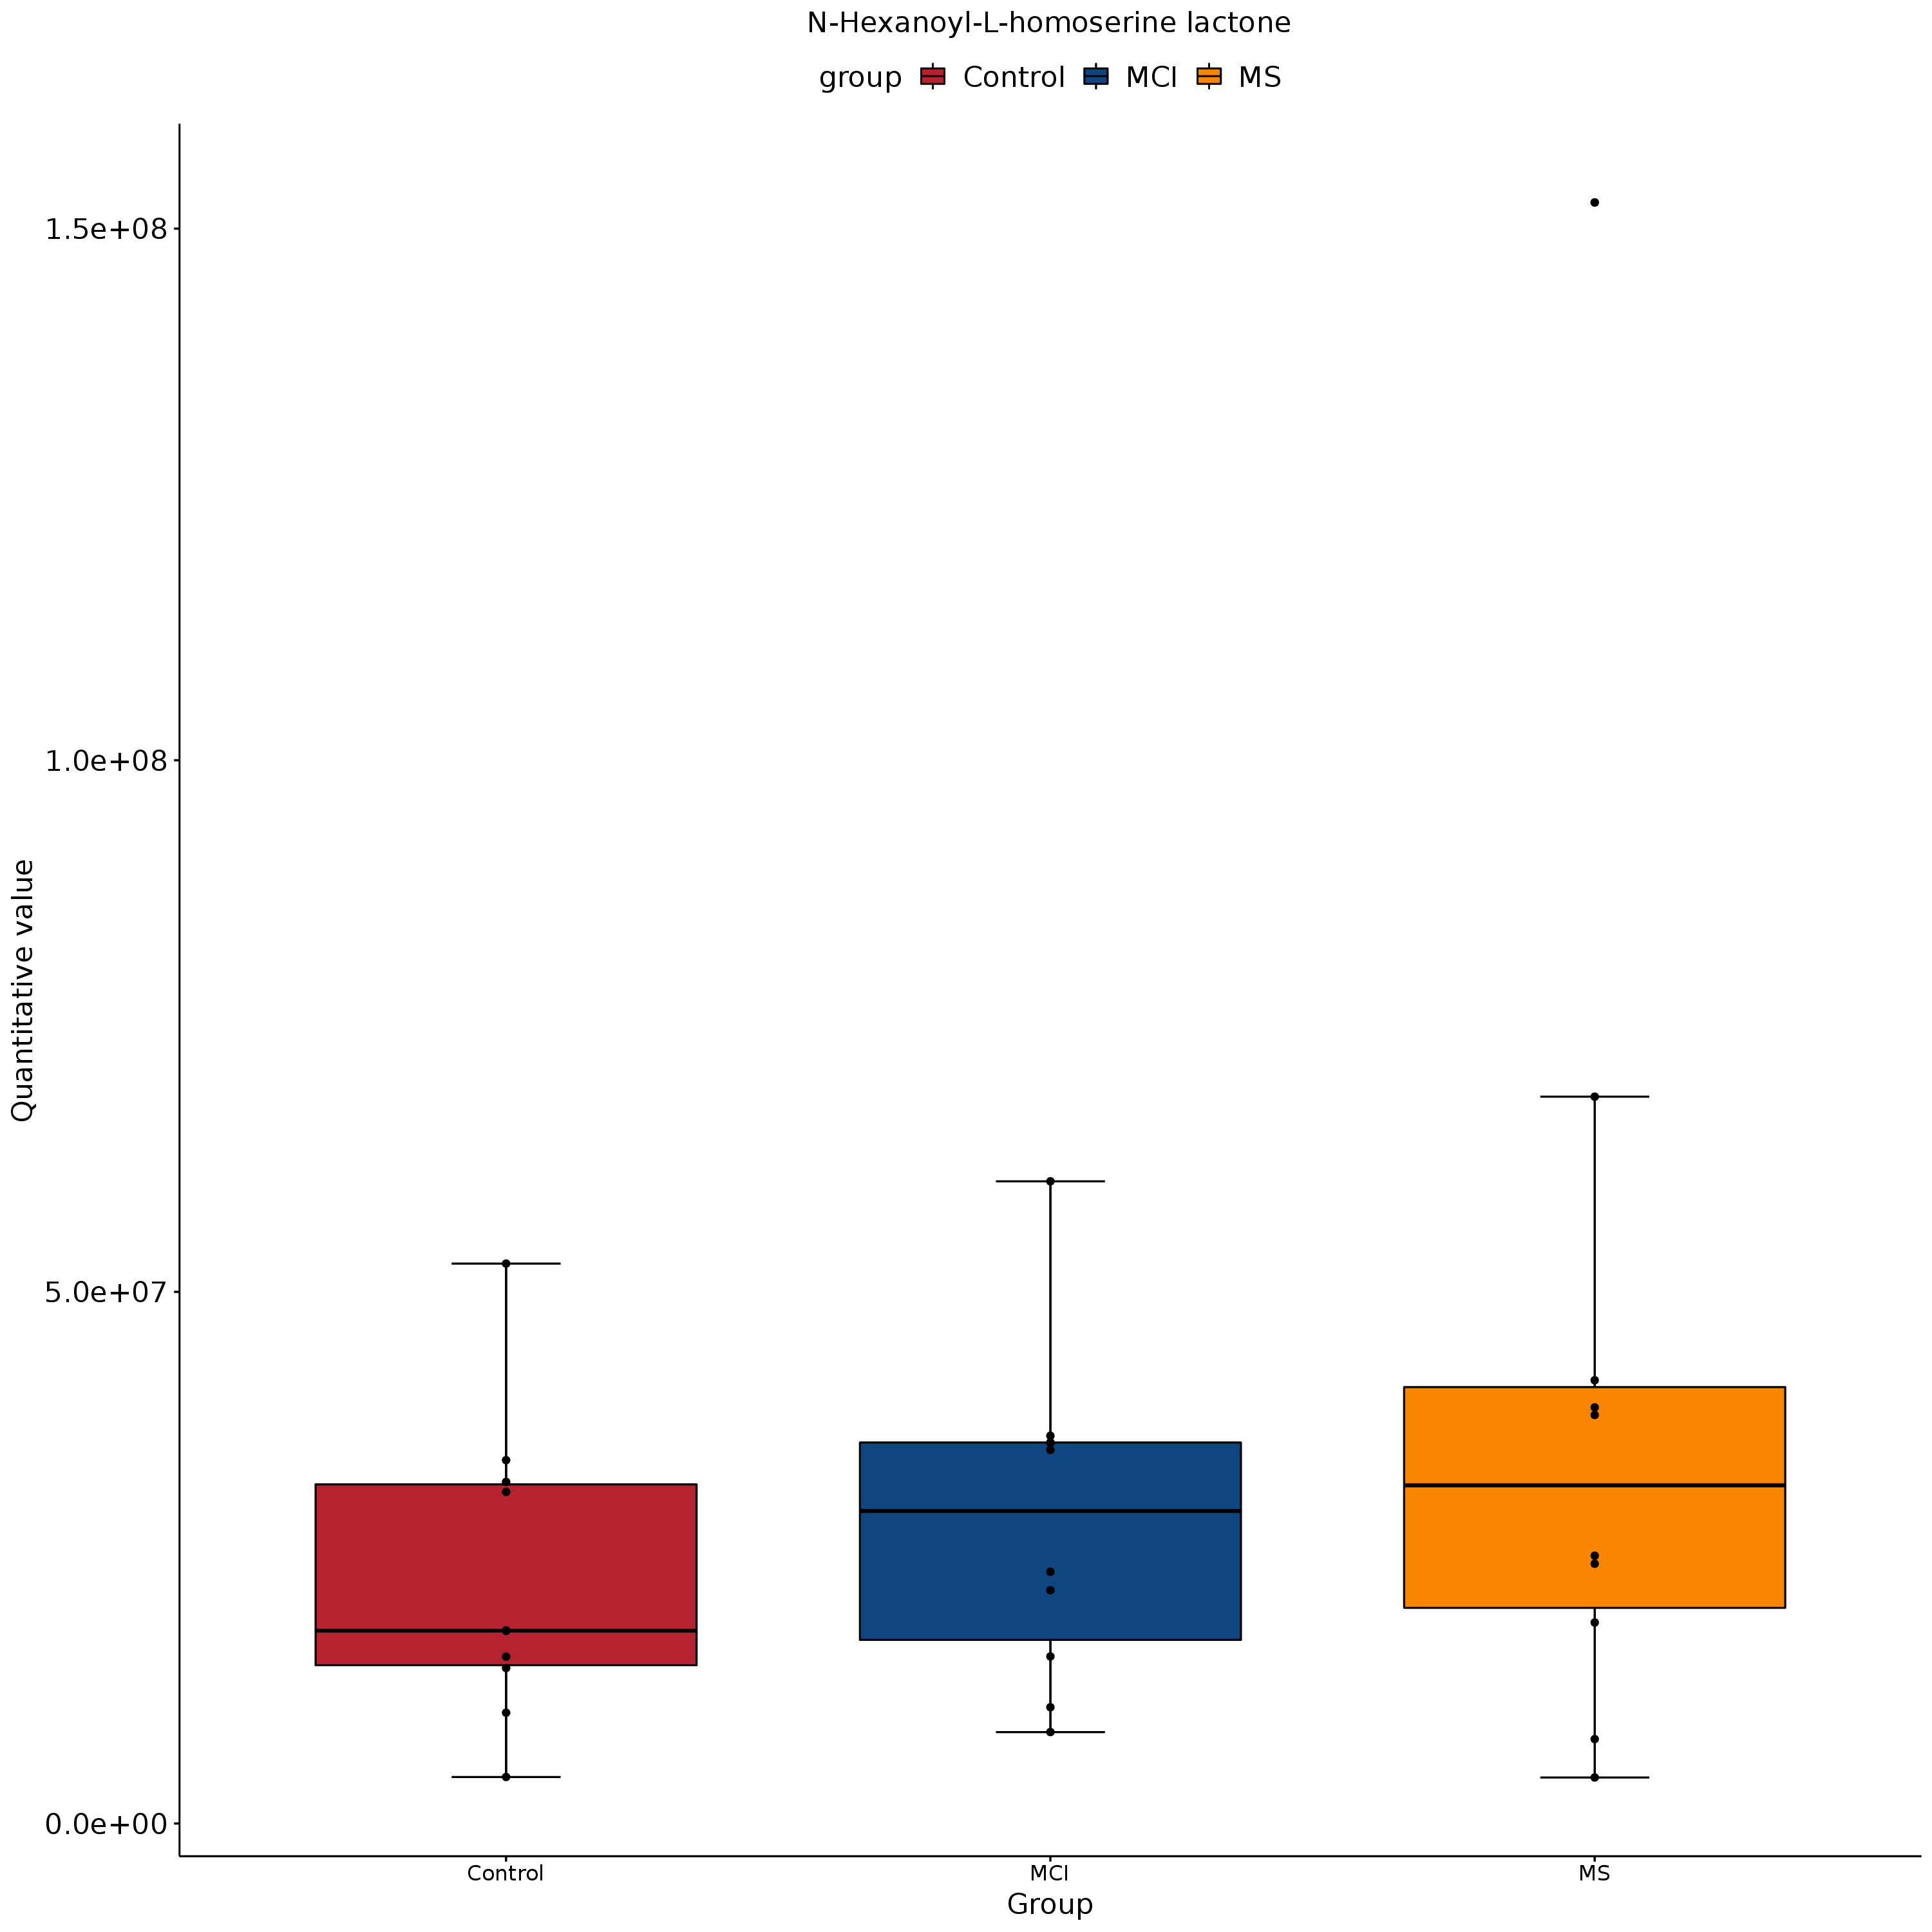 N-Hexanoyl-L-homoserine lactone
group Control MCI MS
1.5e+08
1.0e+08
5.0e+07
0.0e+00
Quantitative value
Control MCI MS
Group